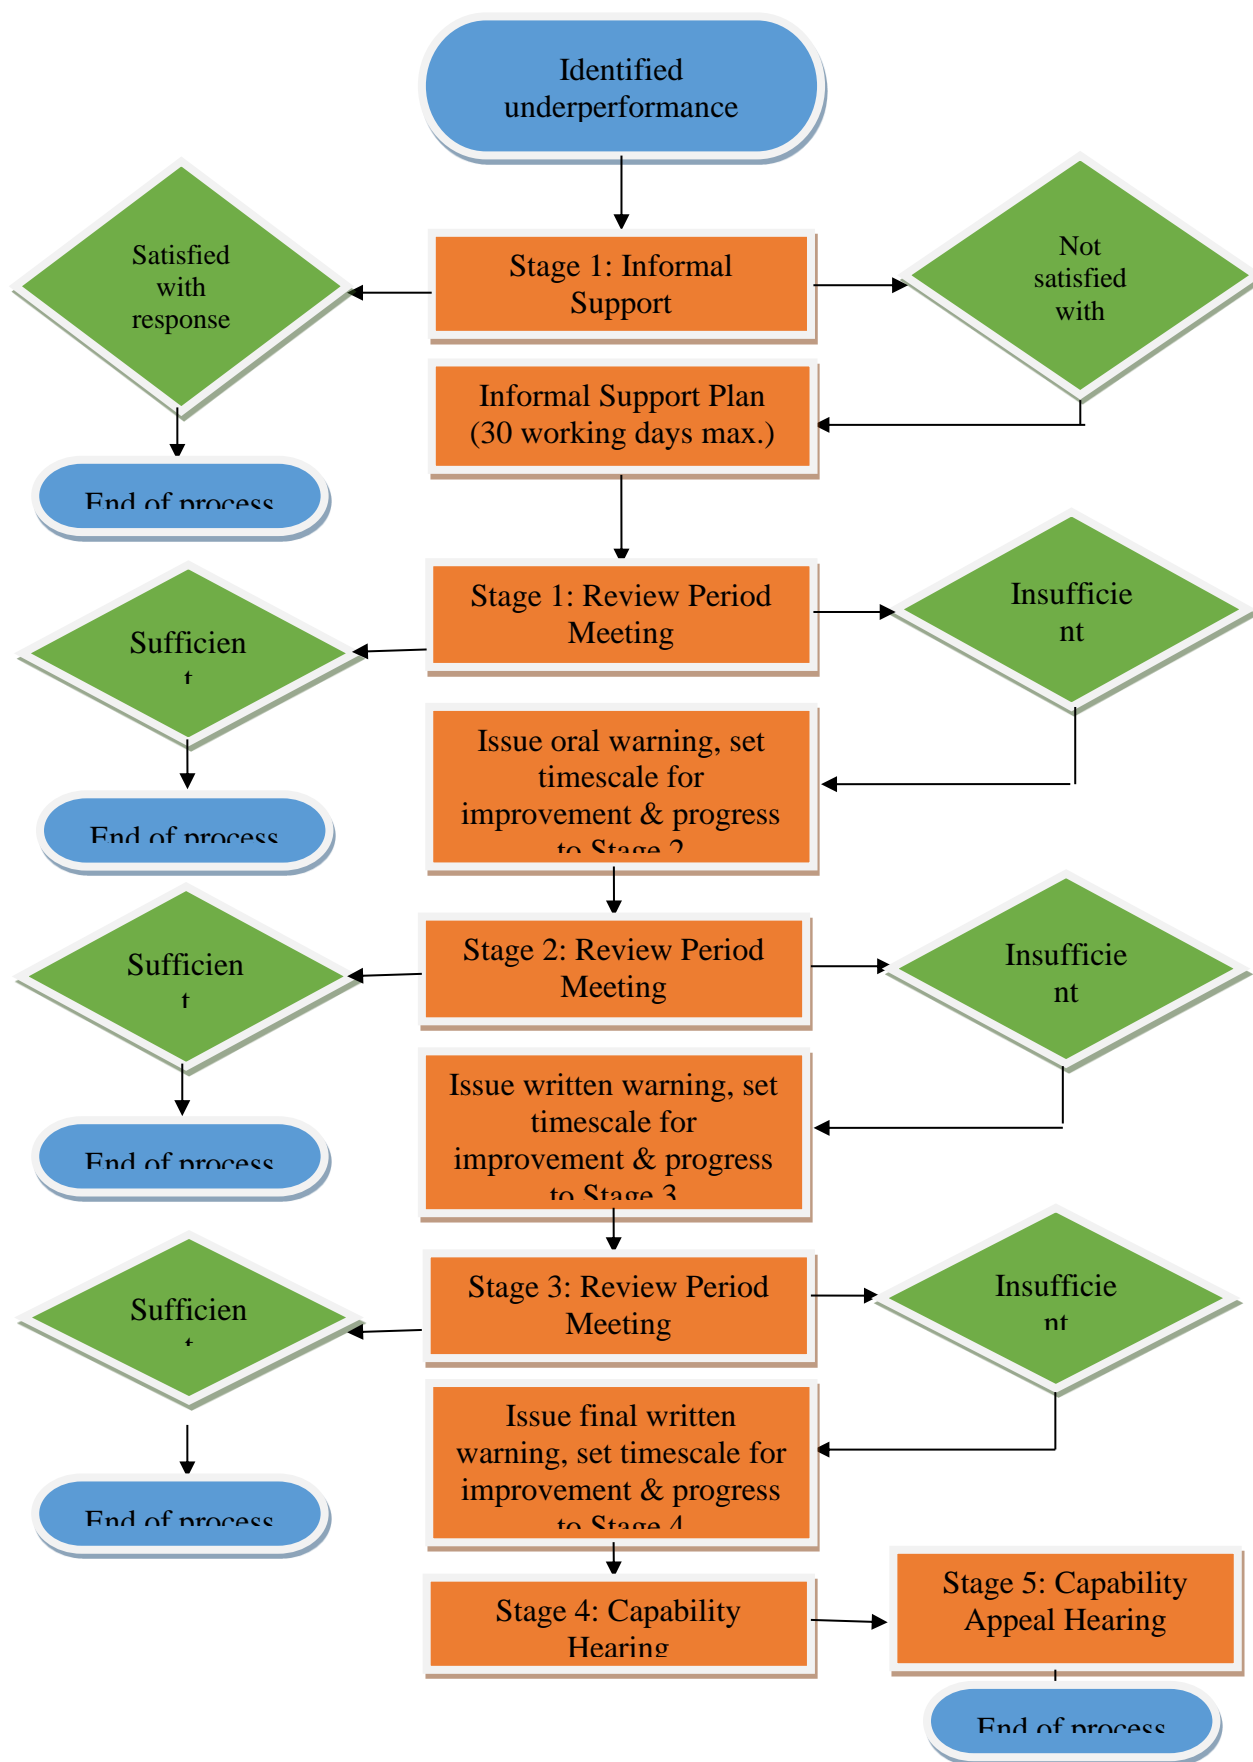 Identified
underperformance
Satisfied
with
response
Stage 1: Informal
Support
Not
satisfied
with
Informal Support Plan
(30 working days max.)
End of process
Stage 1: Review Period
Meeting
Insufficie
nt
Sufficien
t
Issue oral warning, set
timescale for
improvement & progress
to Stage 2
End of process
Stage 2: Review Period
Meeting
Insufficie
nt
Sufficien
t
Issue written warning, set
timescale for
improvement & progress
to Stage 3
End of process
Stage 3: Review Period
Meeting
Insufficie
nt
Sufficien
t
Issue final written
warning, set timescale for
improvement & progress
to Stage 4
End of process
Stage 4: Capability
Hearing
Stage 5: Capability
Appeal Hearing
End of process